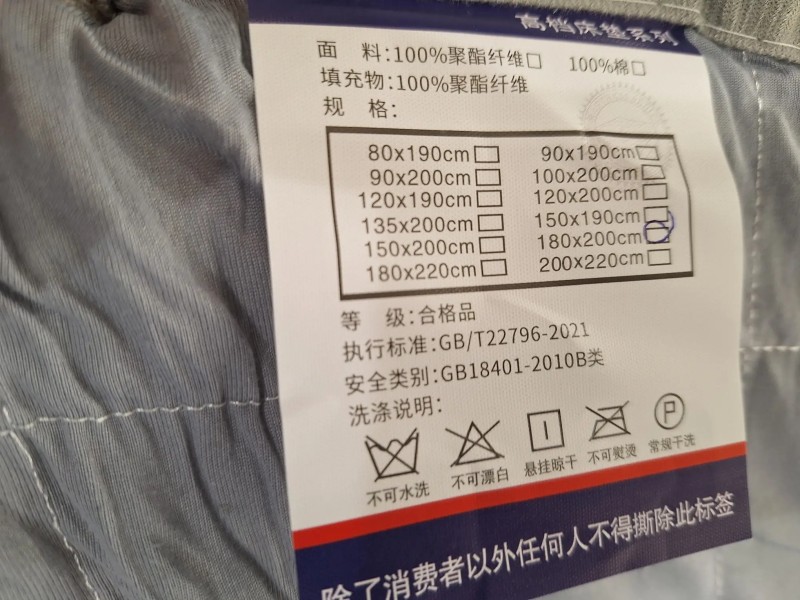 高档床垫系列
面 料:100%聚酯纤维□ 100%棉□
填充物:100%聚酯纤维
规 格:
80x190cm□ 90x190cm□
90x200cm□ 100x200cm□
120x190cm□ 120x200cm□
135x200cm□ 150x190cm□
150x200cm□ 180x200cm□
180x220cm□ 200x220cm□
等 级:合格品
执行标准:GB/T22796-2021
安全类别:GB18401-2010B类
洗涤说明:
P
不可水洗 不可漂白 悬挂晾干 不可熨烫 常规干洗
除了消费者以外任何人不得撕除此标签